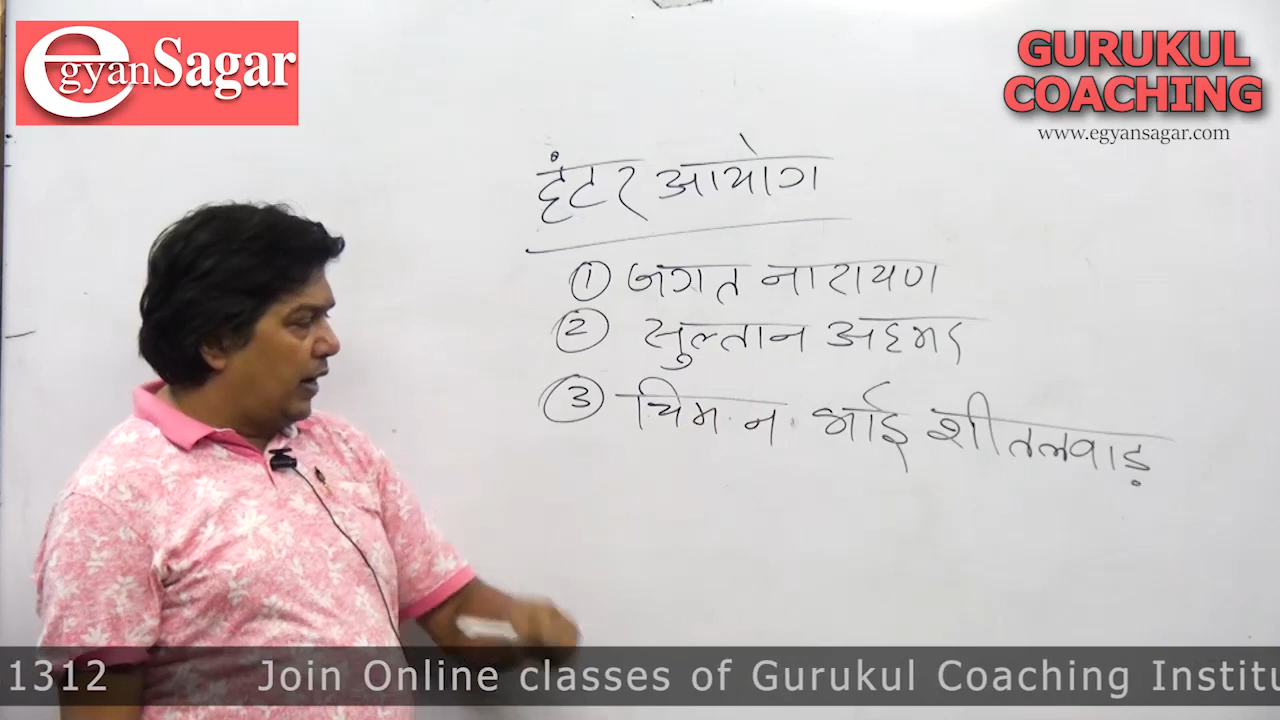 egyanSagar
GURUKUL
COACHING
www.egyansagar.com
हंटर आयोग
① जगत नारायण
② सुल्तान अहमद
③ चिमन भाई शीतलवाड़
1312 Join Online classes of Gurukul Coaching